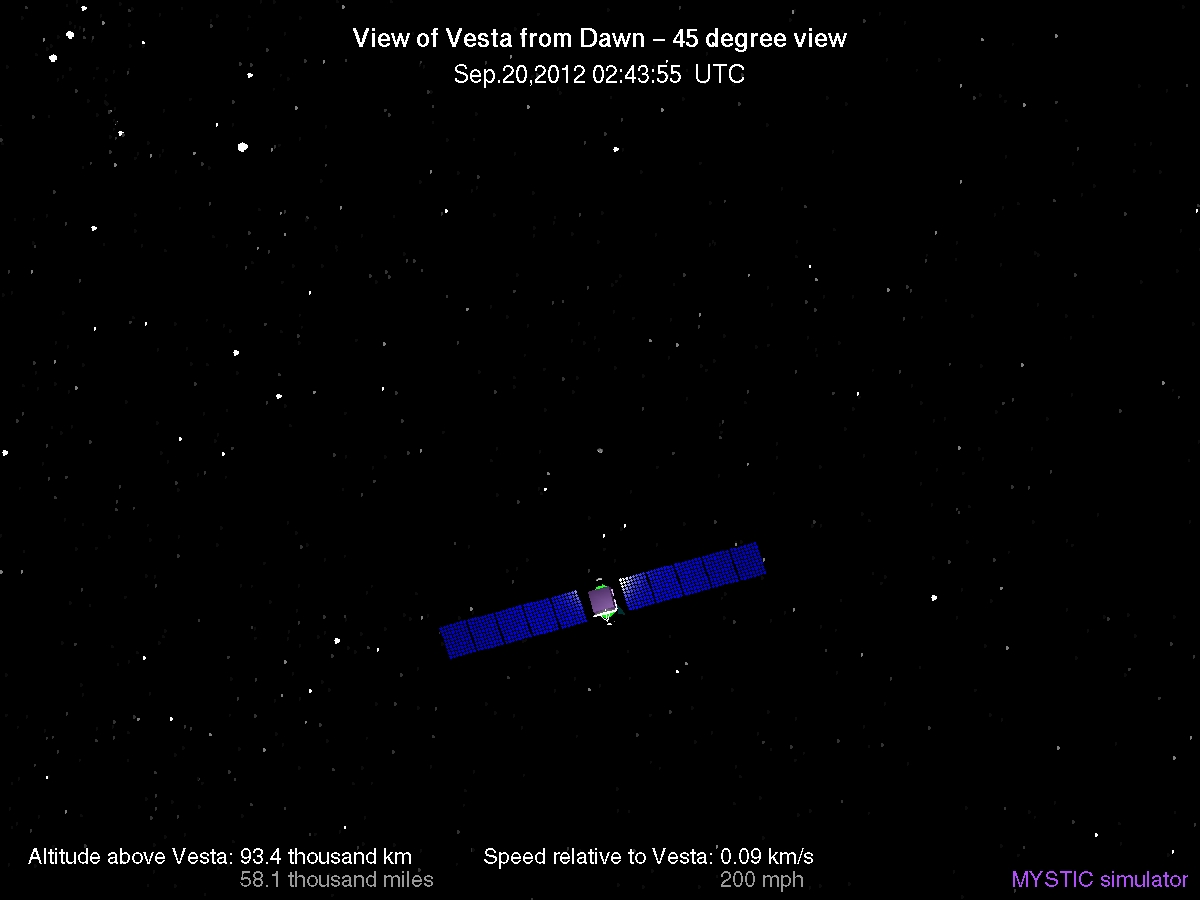 View of Vesta from Dawn – 45 degree view
Sep.20,2012 02:43:55 UTC
Altitude above Vesta: 93.4 thousand km Speed relative to Vesta: 0.09 km/s
58.1 thousand miles 200 mph MYSTIC simulator